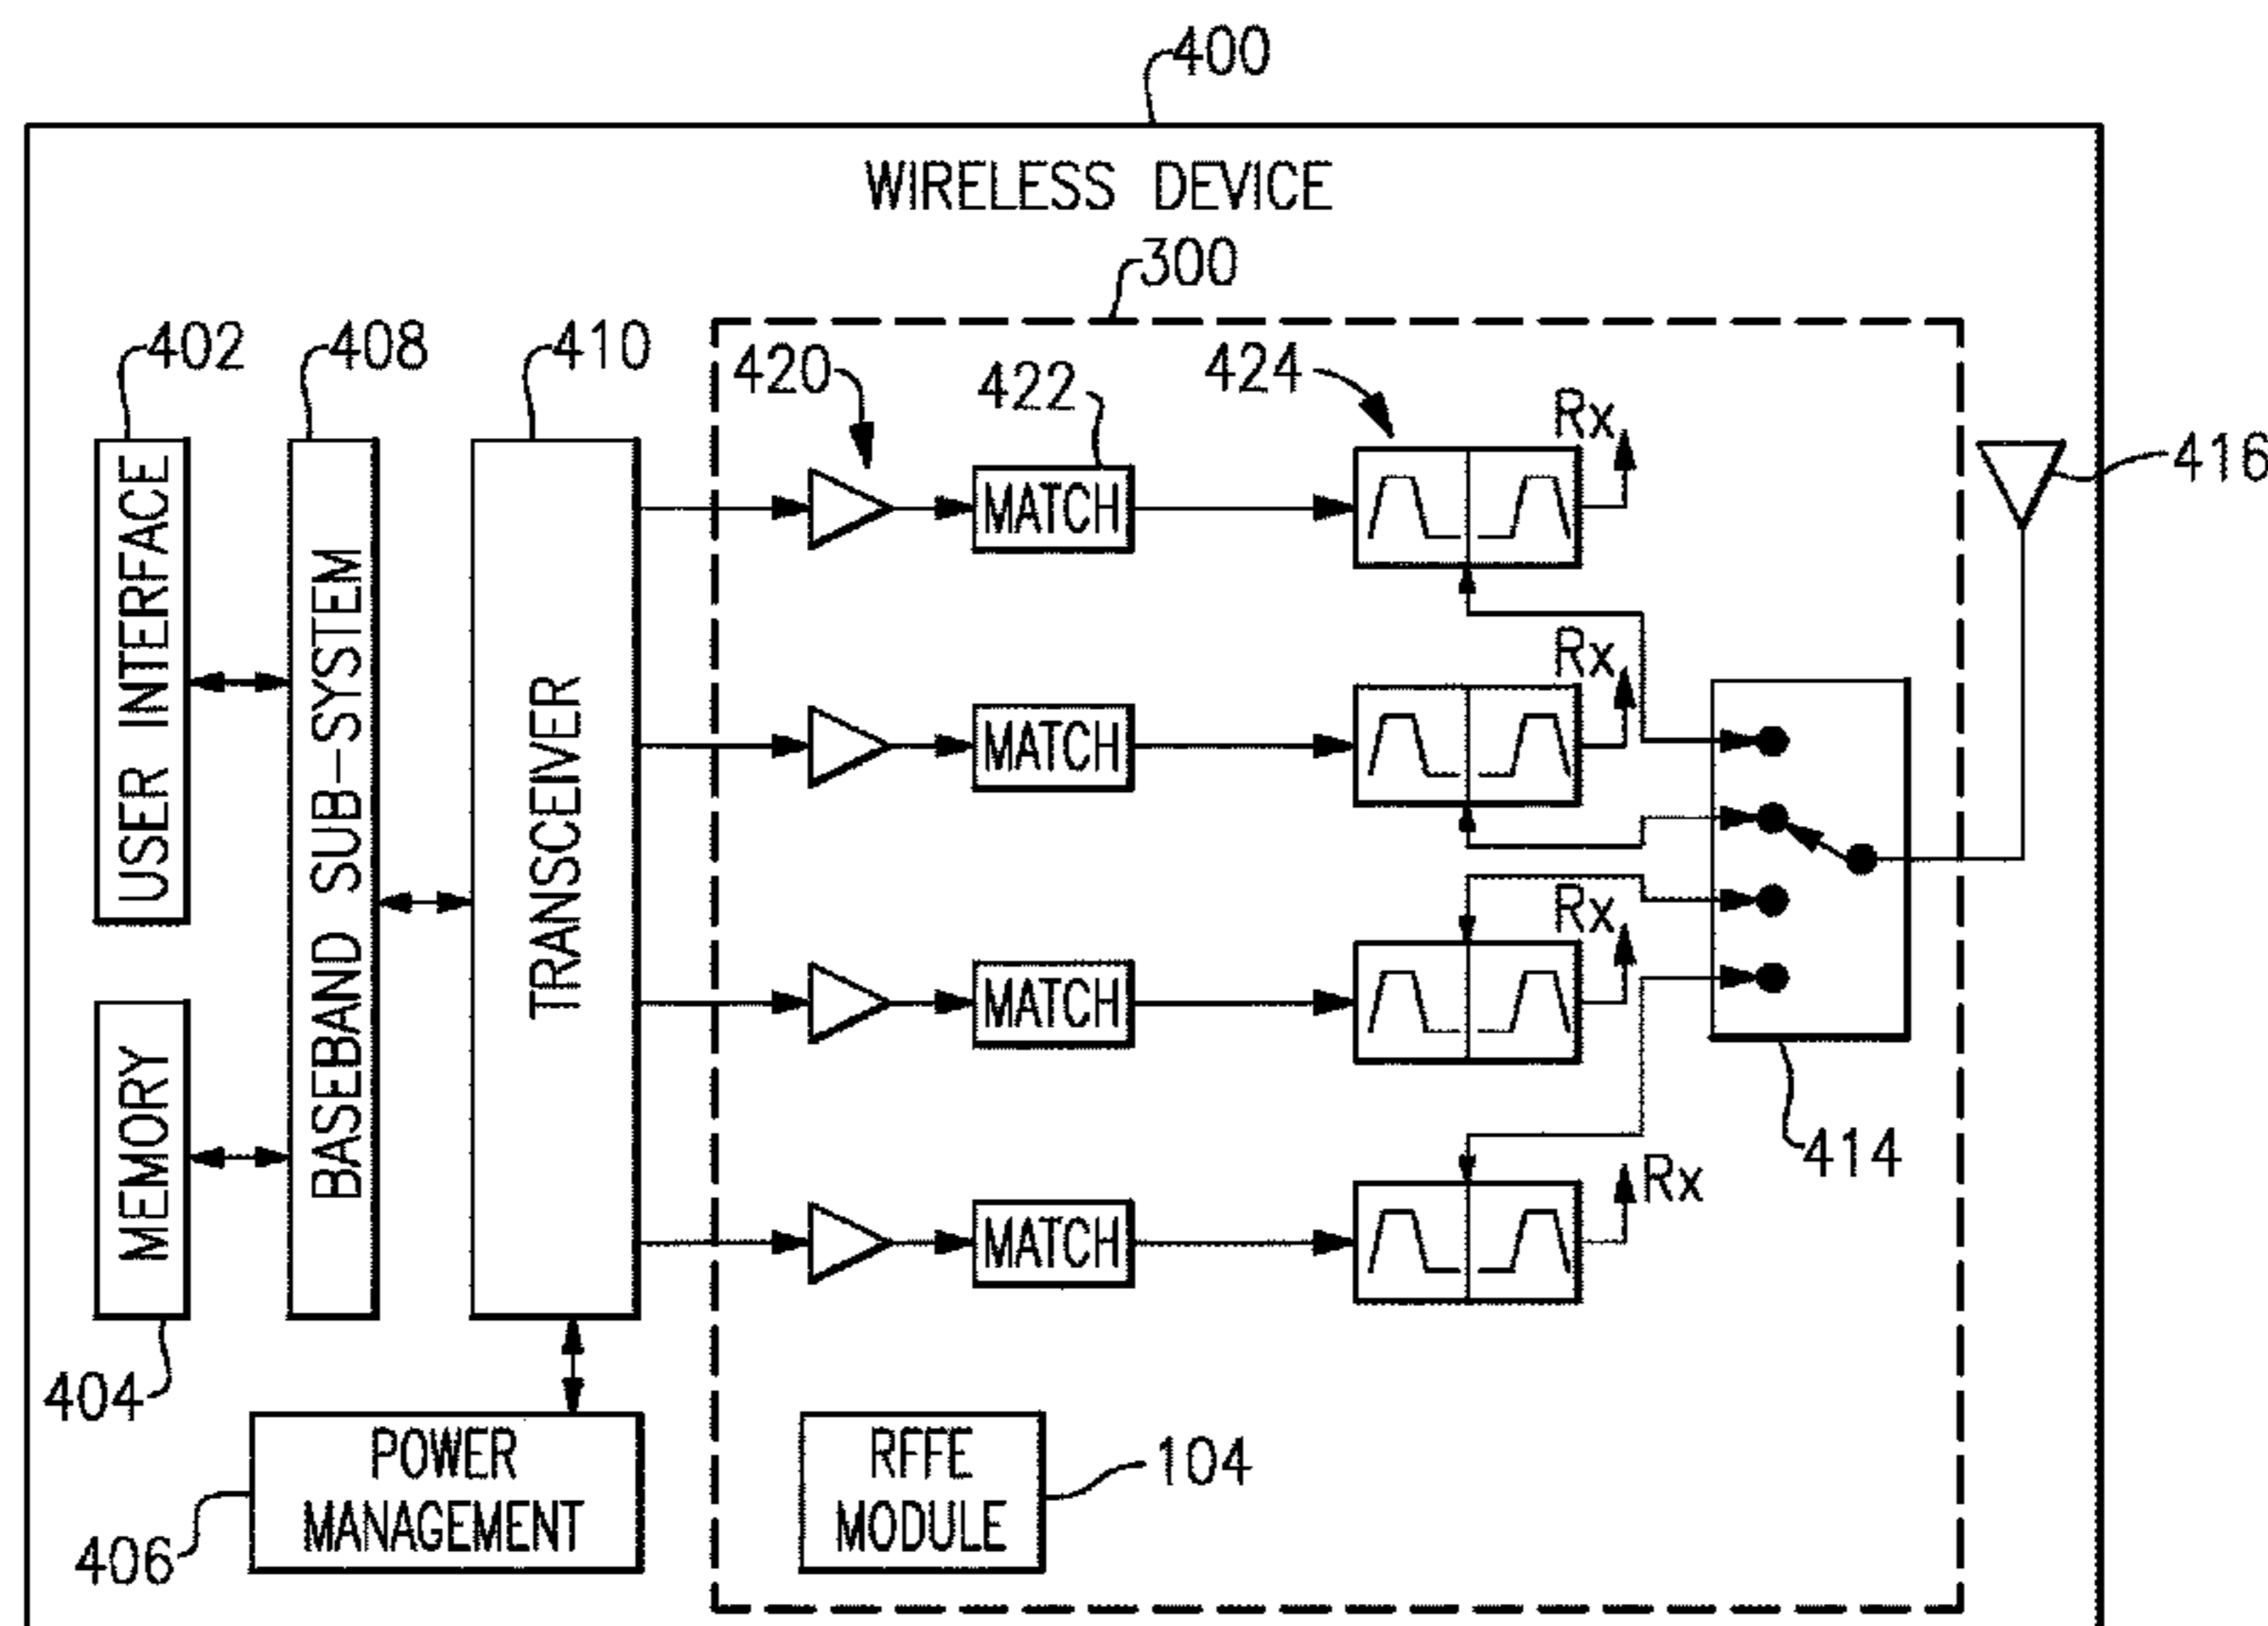 400
WIRELESS DEVICE
300
402
408
410
420
422
424
Rx
416
USER INTERFACE
BASEBAND SUB-SYSTEM
TRANSCEIVER
MATCH
Rx
MATCH
Rx
MATCH
MEMORY
414
Rx
MATCH
404
POWER
MANAGEMENT
406
RFFE
MODULE
104